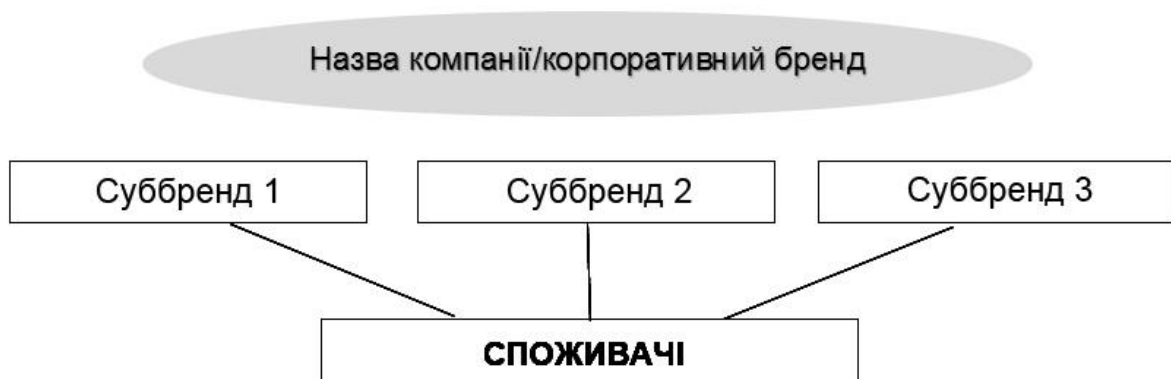 Назва компанії/корпоративний бренд
Суббренд 1
Суббренд 2
Суббренд 3
СПОЖИВАЧІ